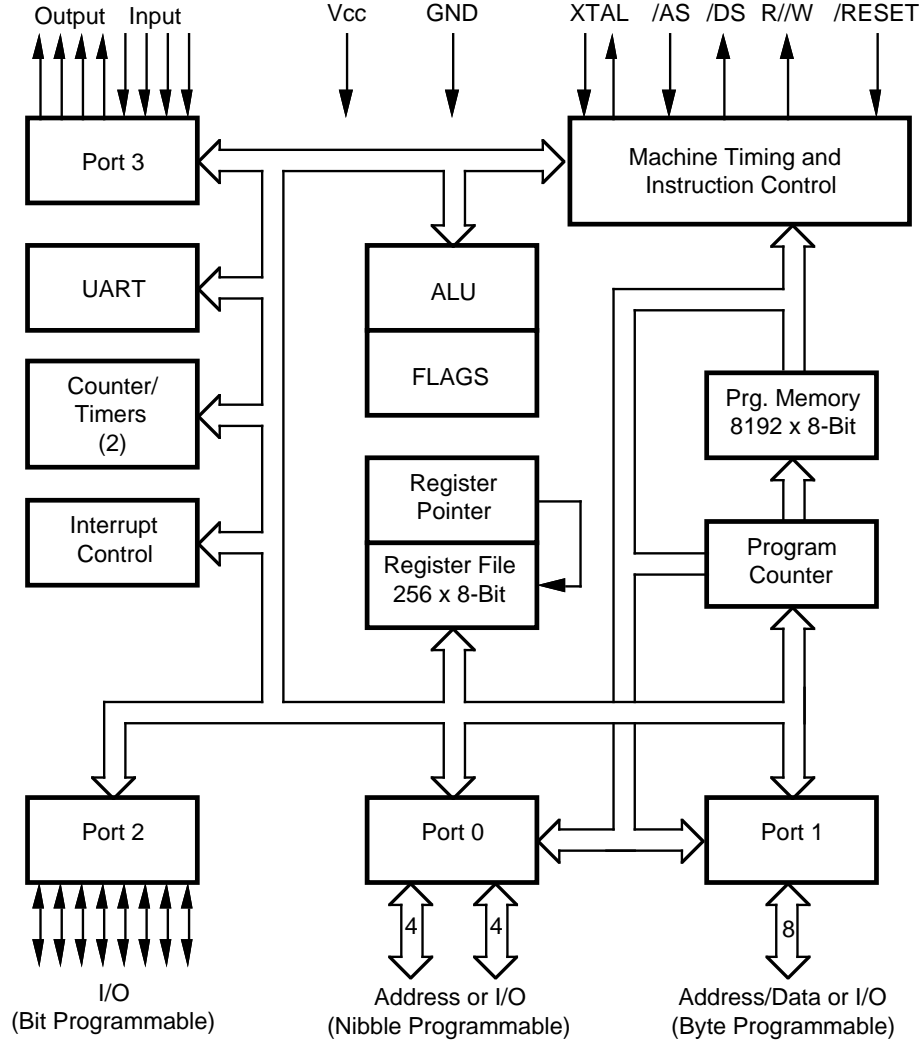 Output Input Vcc GND XTAL /AS /DS R//W /RESET
Port 3
Machine Timing and
Instruction Control
UART
ALU
FLAGS
Counter/
Timers
(2)
Prg. Memory
8192 x 8-Bit
Register
Pointer
Interrupt
Control
Program
Counter
Register File
256 x 8-Bit
Port 2
Port 0
Port 1
4
4
8
I/O
(Bit Programmable)
Address or I/O
(Nibble Programmable)
Address/Data or I/O
(Byte Programmable)